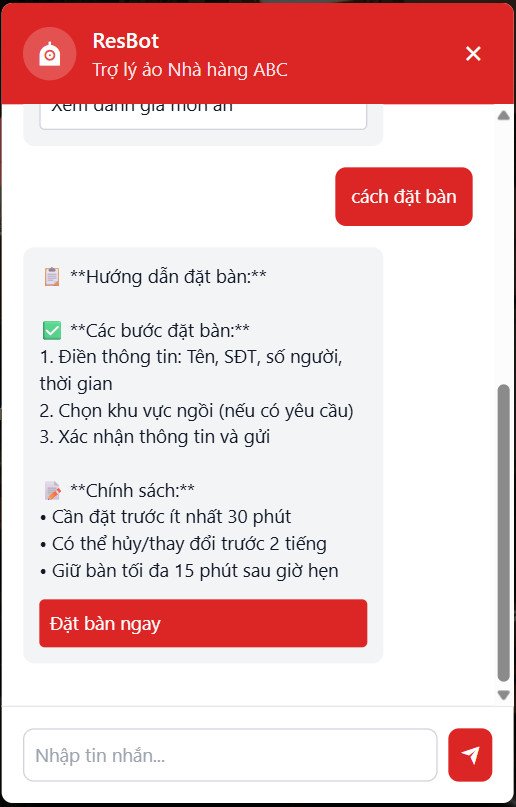 ResBot
Trợ lý ảo Nhà hàng ABC
Xem đánh giá món ăn
cách đặt bàn
📋 **Hướng dẫn đặt bàn:**
✅ **Các bước đặt bàn:**
1. Điền thông tin: Tên, SĐT, số người,
thời gian
2. Chọn khu vực ngồi (nếu có yêu cầu)
3. Xác nhận thông tin và gửi
📝 **Chính sách:**
• Cần đặt trước ít nhất 30 phút
• Có thể hủy/thay đổi trước 2 tiếng
• Giữ bàn tối đa 15 phút sau giờ hẹn
Đặt bàn ngay
Nhập tin nhắn...